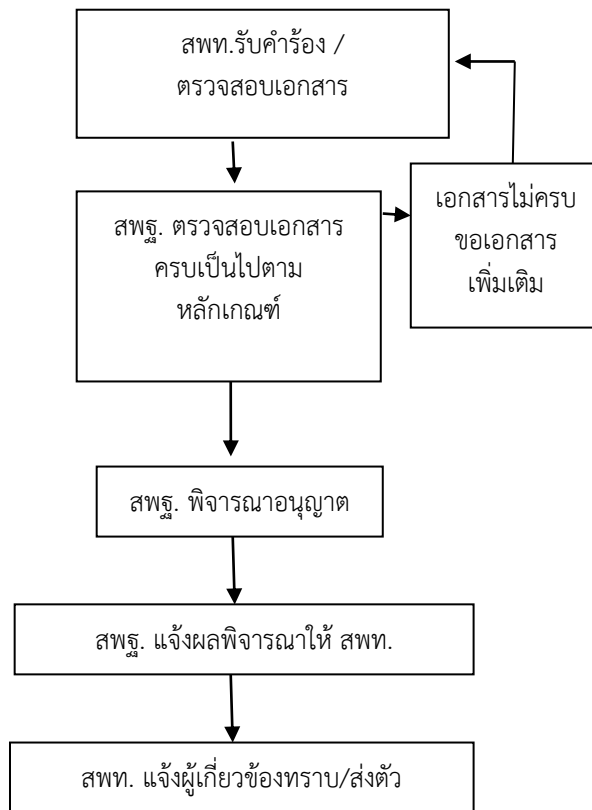 สพท.รับคำร้อง /
ตรวจสอบเอกสาร
สพฐ. ตรวจสอบเอกสาร
ครบเป็นไปตาม
หลักเกณฑ์
เอกสารไม่ครบ
ขอเอกสาร
เพิ่มเติม
สพฐ. พิจารณาอนุญาต
สพฐ. แจ้งผลพิจารณาให้ สพท.
สพท. แจ้งผู้เกี่ยวข้องทราบ/ส่งตัว